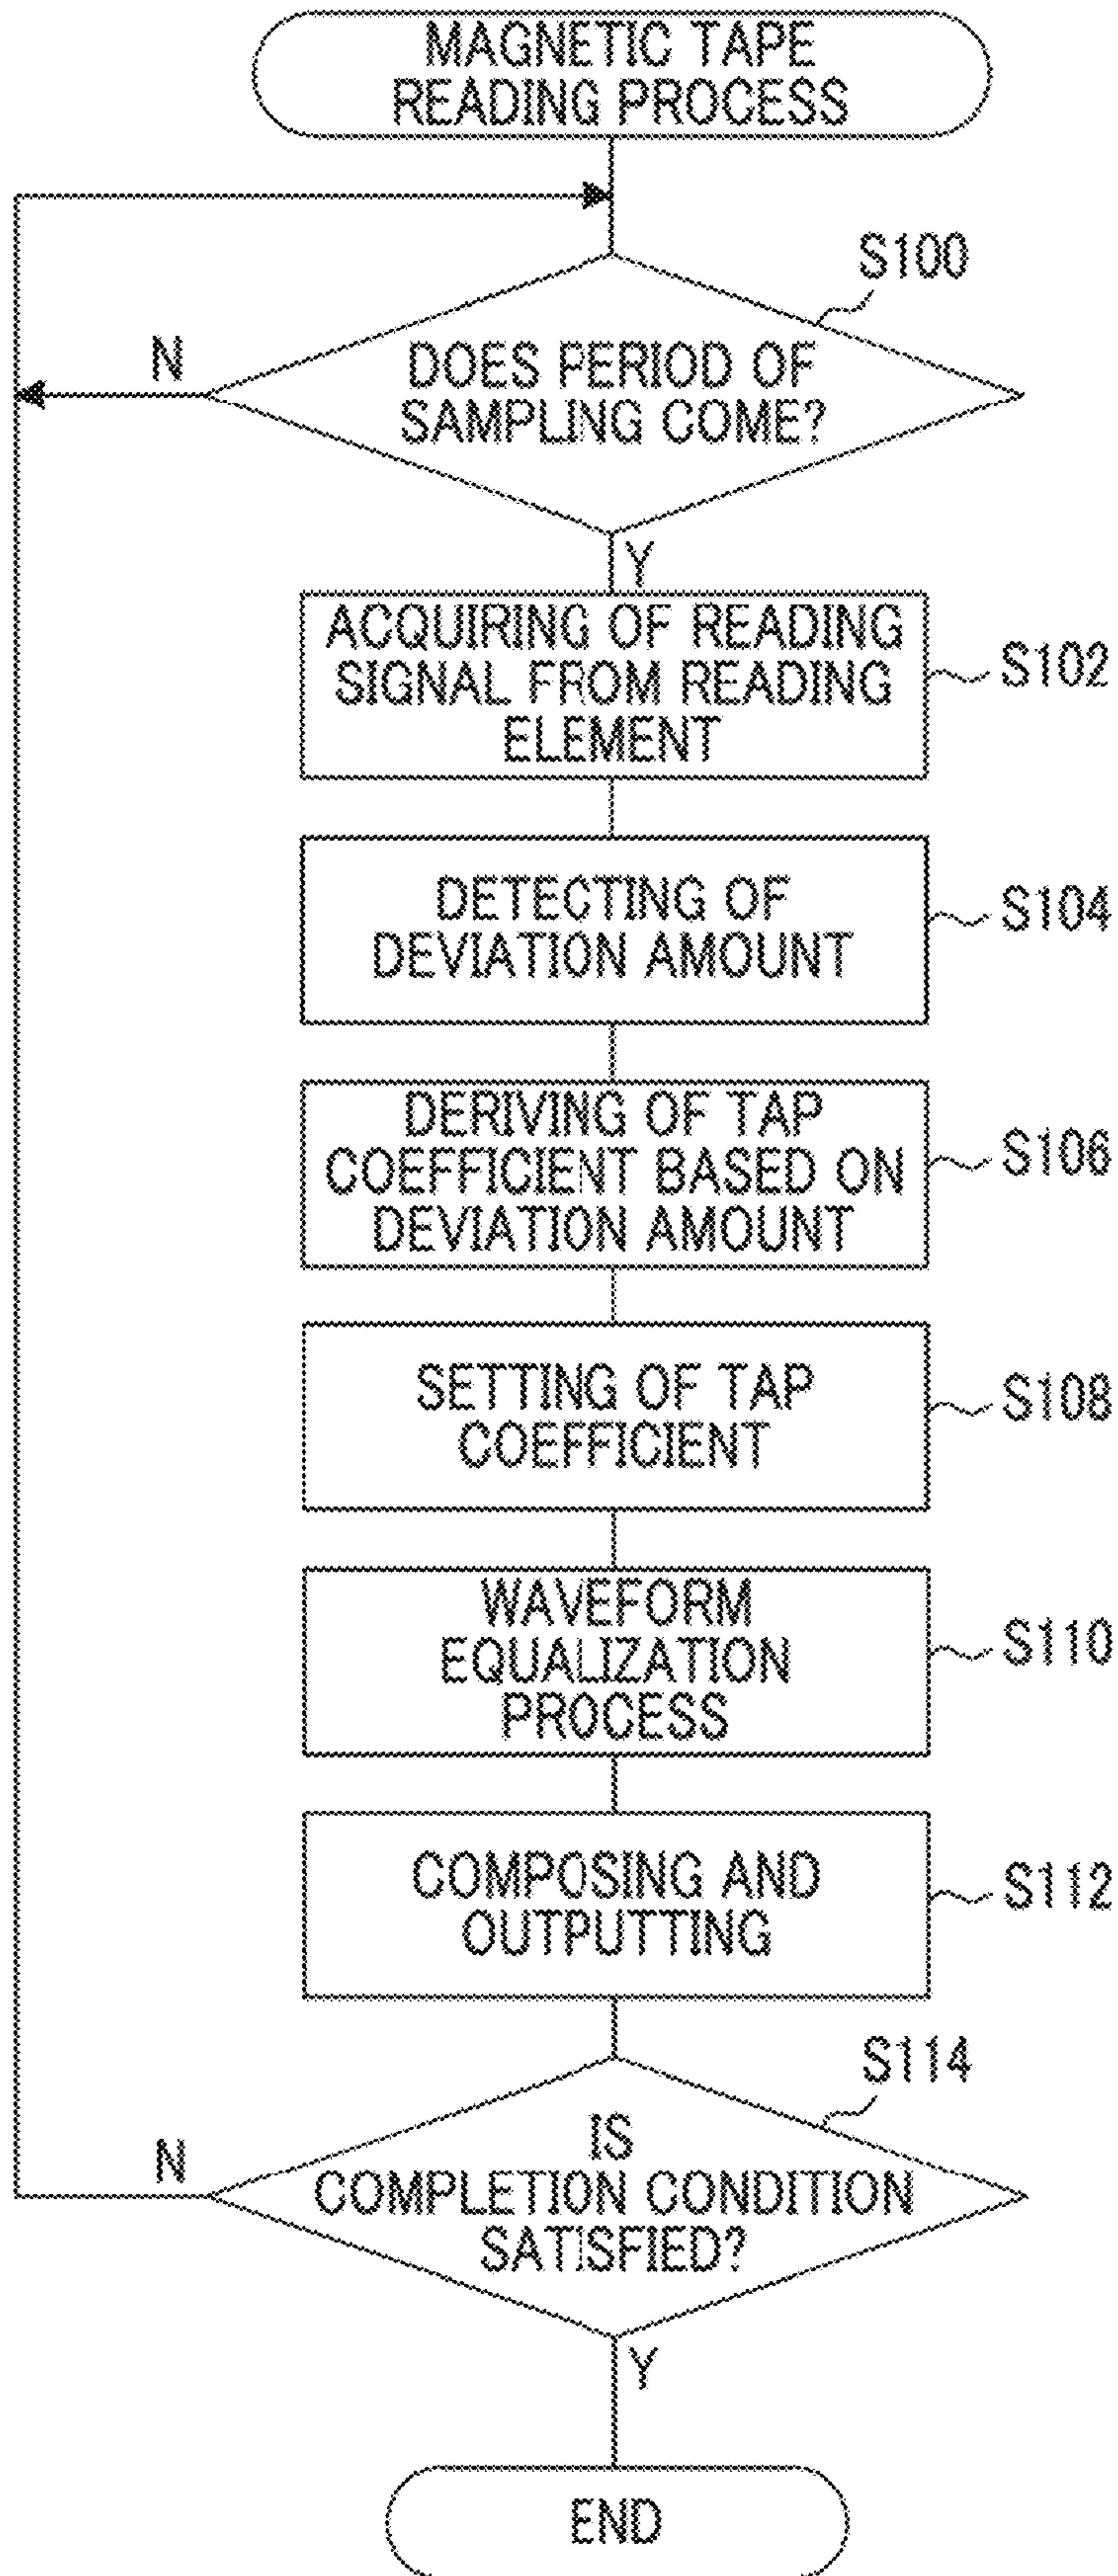 MAGNETIC TAPE
READING PROCESS
S100
N
DOES PERIOD OF
SAMPLING COME?
Y
ACQUIRING OF READING
SIGNAL FROM READING
ELEMENT
S102
DETECTING OF
DEVIATION AMOUNT
S104
DERIVING OF TAP
COEFFICIENT BASED ON
DEVIATION AMOUNT
S106
SETTING OF TAP
COEFFICIENT
S108
WAVEFORM
EQUALIZATION
PROCESS
S110
COMPOSING AND
OUTPUTTING
S112
S114
N
IS
COMPLETION CONDITION
SATISFIED?
Y
END